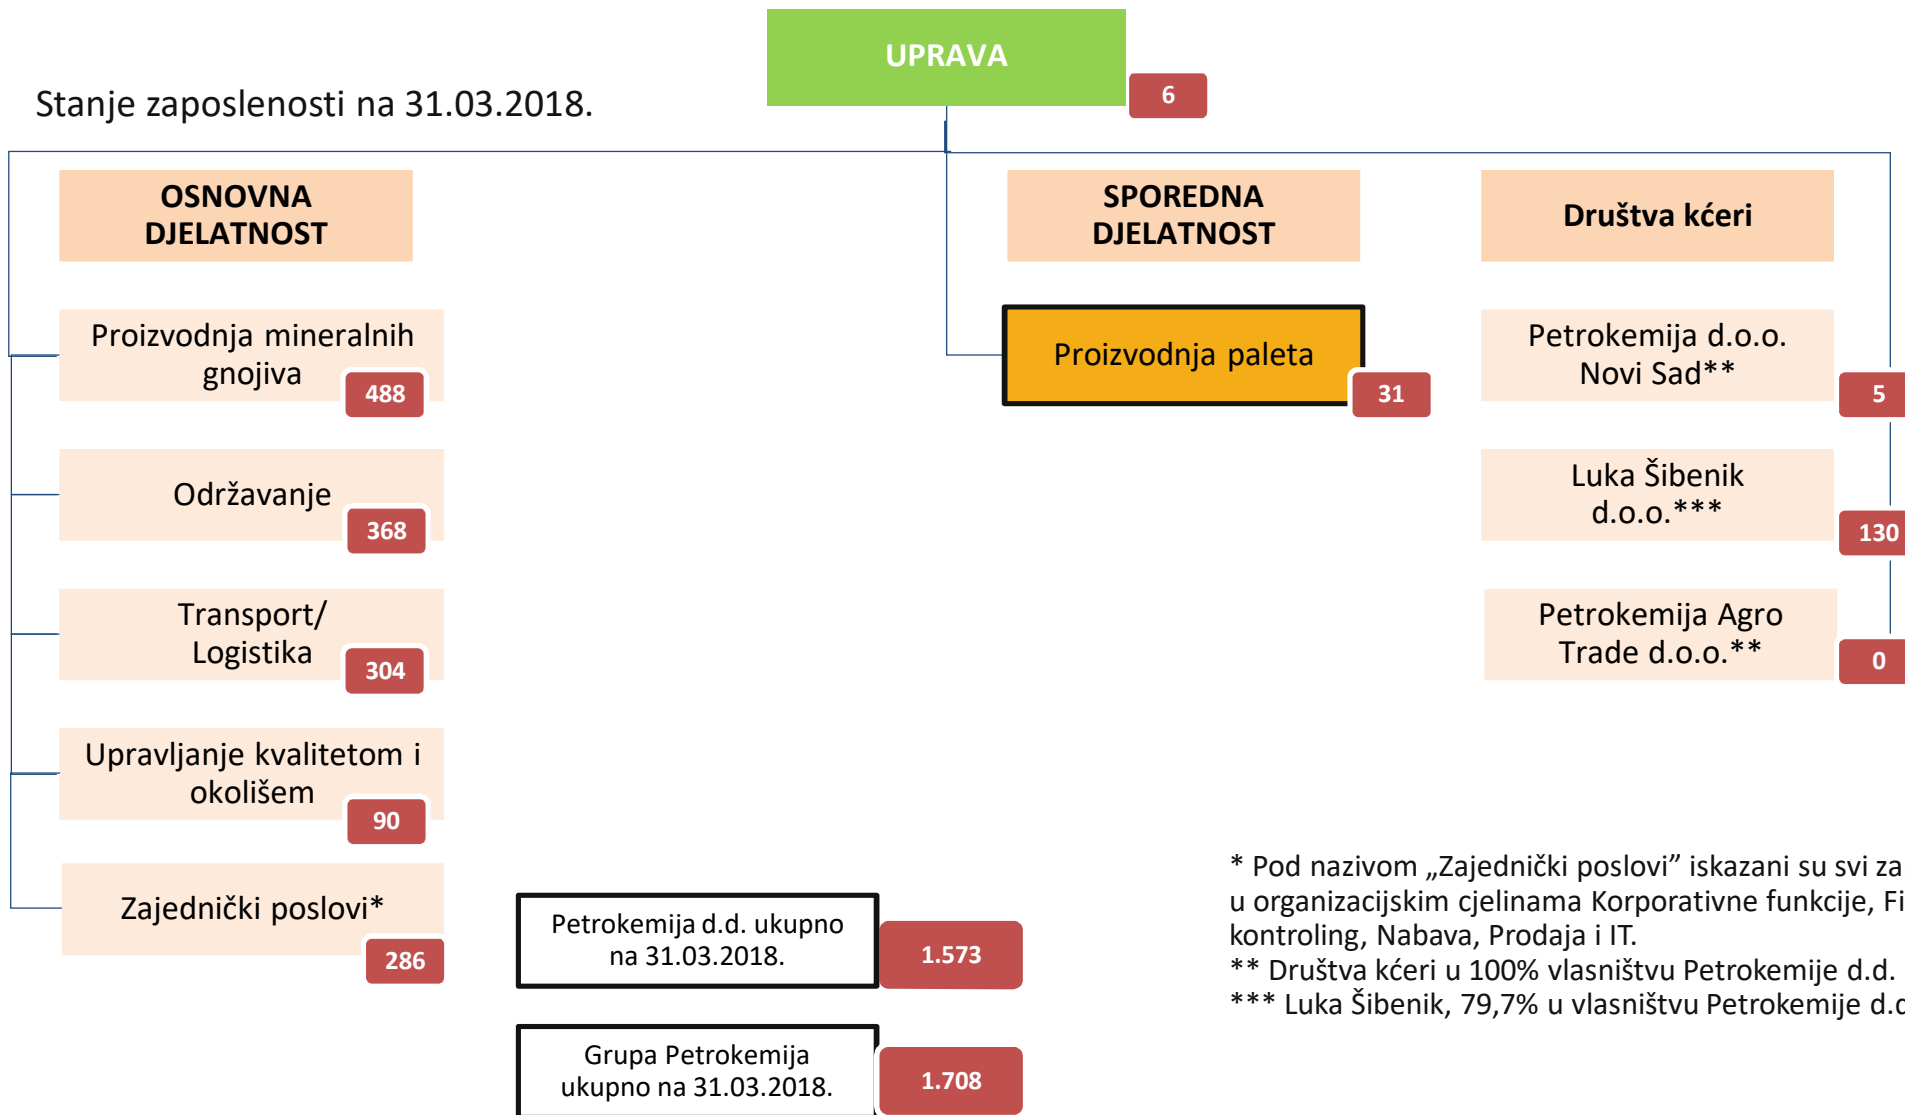 UPRAVA
6
Stanje zaposlenosti na 31.03.2018.
OSNOVNA
DJELATNOST
Proizvodnja mineralnih
gnojiva
488
Održavanje
368
Transport/
Logistika
304
Upravljanje kvalitetom i
okolišem
90
Zajednički poslovi*
286
SPOREDNA
DJELATNOST
Proizvodnja paleta
31
Društva kćeri
Petrokemija d.o.o.
Novi Sad**
5
Luka Šibenik
d.o.o.***
130
Petrokemija Agro
Trade d.o.o.**
0
Petrokemija d.d. ukupno
na 31.03.2018.
1.573
Grupa Petrokemija
ukupno na 31.03.2018.
1.708
* Pod nazivom „Zajednički poslovi” iskazani su svi
u organizacijskim cjelinama Korporativne funkcije,
kontroling, Nabava, Prodaja i IT.
** Društva kćeri u 100% vlasništvu Petrokemije d.d.
*** Luka Šibenik, 79,7% u vlasništvu Petrokemije